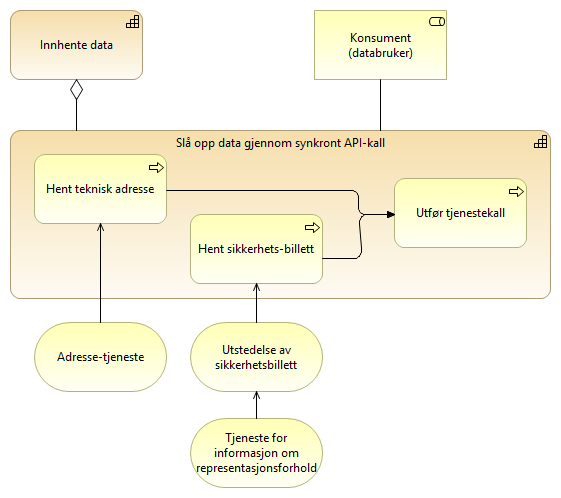 Innhente data
Konsument
(databruker)
Slå opp data gjennom synkront API-kall
Hent teknisk adresse
Utfør tjenestekall
Hent sikkerhets-billett
Adresse-tjeneste
Utstedelse av
sikkerhetsbillett
Tjeneste for
informasjon om
representasjonsforhold